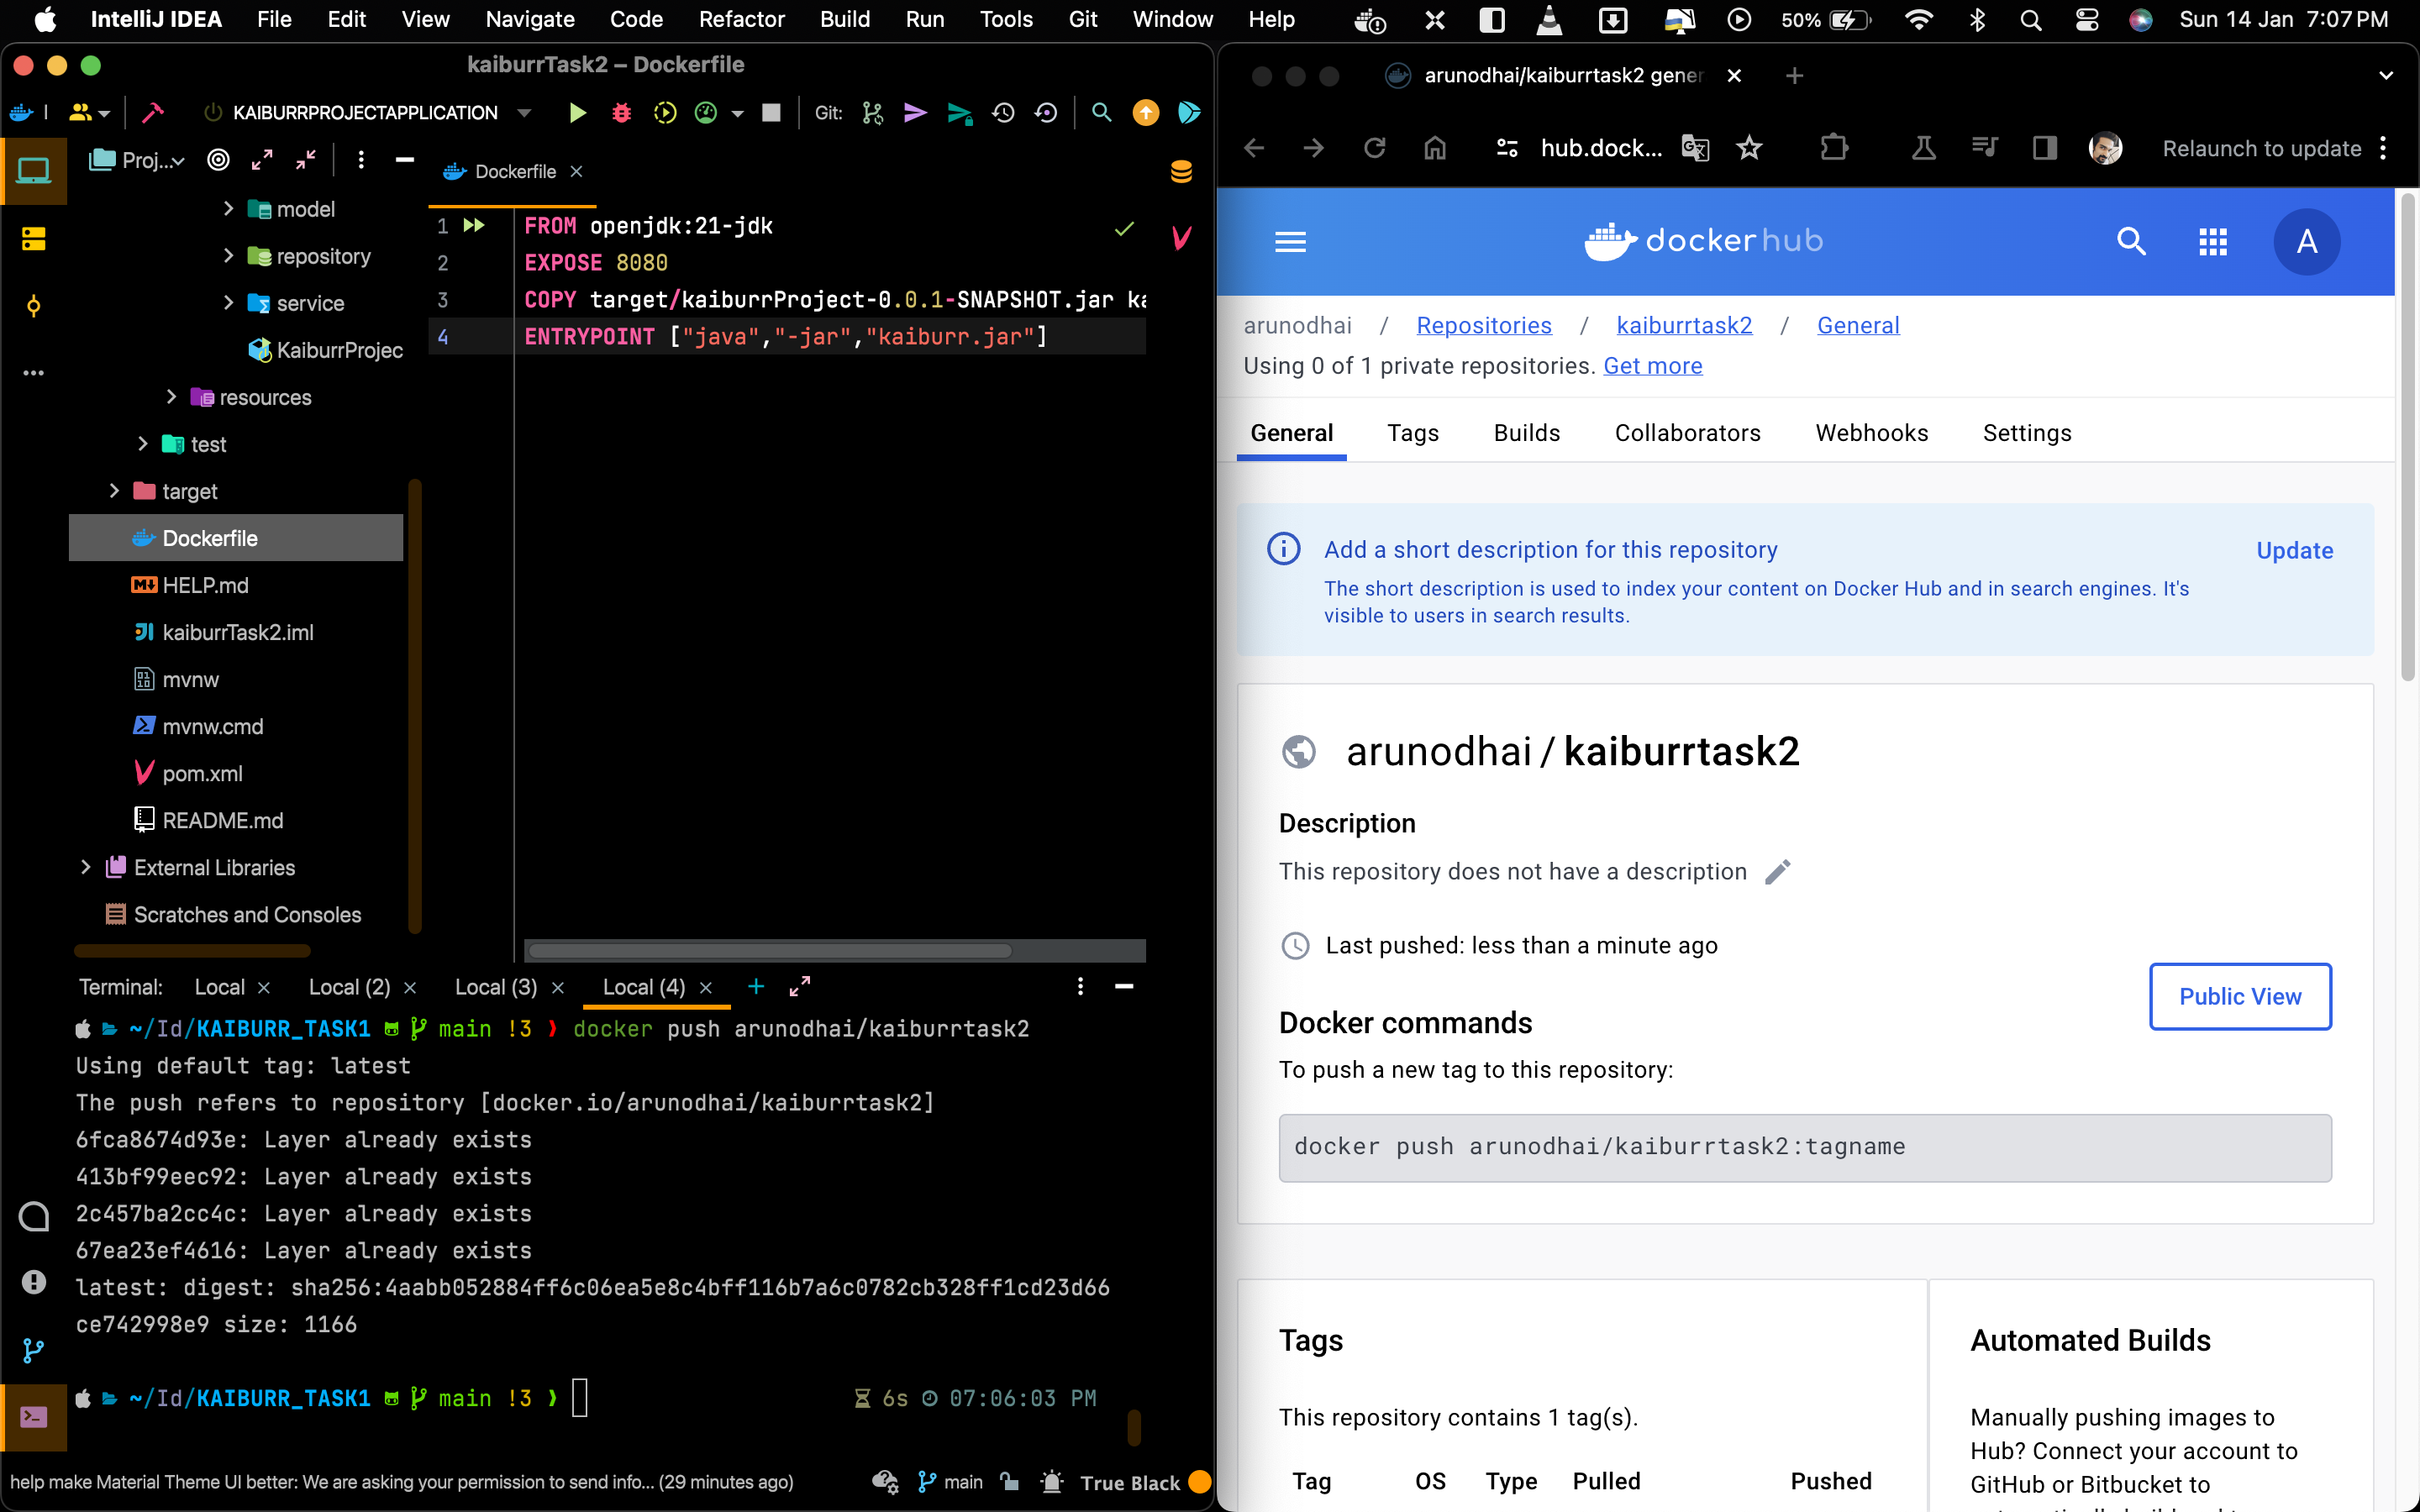 IntelliJ IDEA File Edit View Navigate Code Refactor Build Run Tools Git Window Help 50% Sun 14 Jan 7:07 PM
kaiburrTask2 – Dockerfile
KAIBURRPROJECTAPPLICATION Git:
Proj...
Dockerfile
model
repository
service
KaiburrProjec
resources
test
target
Dockerfile
HELP.md
kaiburrTask2.iml
mvnw
mvnw.cmd
pom.xml
README.md
External Libraries
Scratches and Consoles
1 FROM openjdk:21-jdk
2 EXPOSE 8080
3 COPY target/kaiburrProject-0.0.1-SNAPSHOT.jar ka
4 ENTRYPOINT ["java","-jar","kaiburr.jar"]
Terminal: Local Local (2) Local (3) Local (4)
~/Id/KAIBURR_TASK1 main !3 ❯ docker push arunodhai/kaiburrtask2
Using default tag: latest
The push refers to repository [docker.io/arunodhai/kaiburrtask2]
6fca8674d93e: Layer already exists
413bf99eec92: Layer already exists
2c457ba2cc4c: Layer already exists
67ea23ef4616: Layer already exists
latest: digest: sha256:4aabb052884ff6c06ea5e8c4bff116b7a6c0782cb328ff1cd23d66
ce742998e9 size: 1166
~/Id/KAIBURR_TASK1 main !3 ❯ 6s 07:06:03 PM
help make Material Theme UI better: We are asking your permission to send info... (29 minutes ago) main True Black
arunodhai/kaiburrtask2 gener
hub.dock... Relaunch to update
docker hub
A
arunodhai / Repositories / kaiburrtask2 / General
Using 0 of 1 private repositories. Get more
General Tags Builds Collaborators Webhooks Settings
Add a short description for this repository
Update
The short description is used to index your content on Docker Hub and in search engines. It's
visible to users in search results.
arunodhai / kaiburrtask2
Description
This repository does not have a description
Last pushed: less than a minute ago
Public View
Docker commands
To push a new tag to this repository:
docker push arunodhai/kaiburrtask2:tagname
Tags
This repository contains 1 tag(s).
Tag OS Type Pulled Pushed
Automated Builds
Manually pushing images to
Hub? Connect your account to
GitHub or Bitbucket to